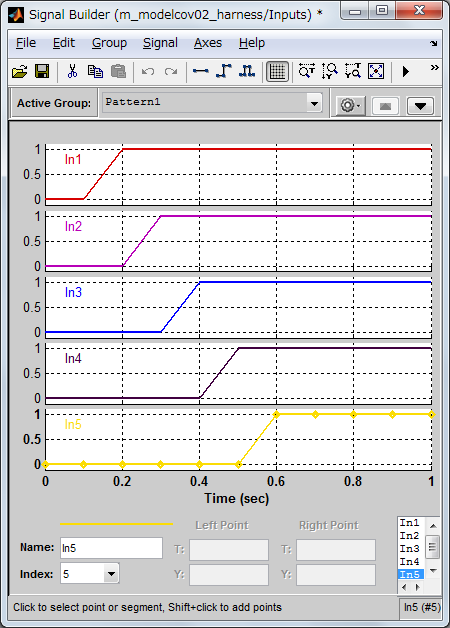 Signal Builder (m_modelcov02_harness/Inputs) *
File Edit Group Signal Axes Help
Active Group: Pattern1
1
0.5
0
In1
1
0.5
0
In2
1
0.5
0
In3
1
0.5
0
In4
1
0.5
0
In5
0 0.2 0.4 0.6 0.8 1
Time (sec)
Left Point Right Point
Name: In5 T: T:
Index: 5 Y: Y:
In1
In2
In3
In4
In5
Click to select point or segment, Shift+click to add points In5 (#5)